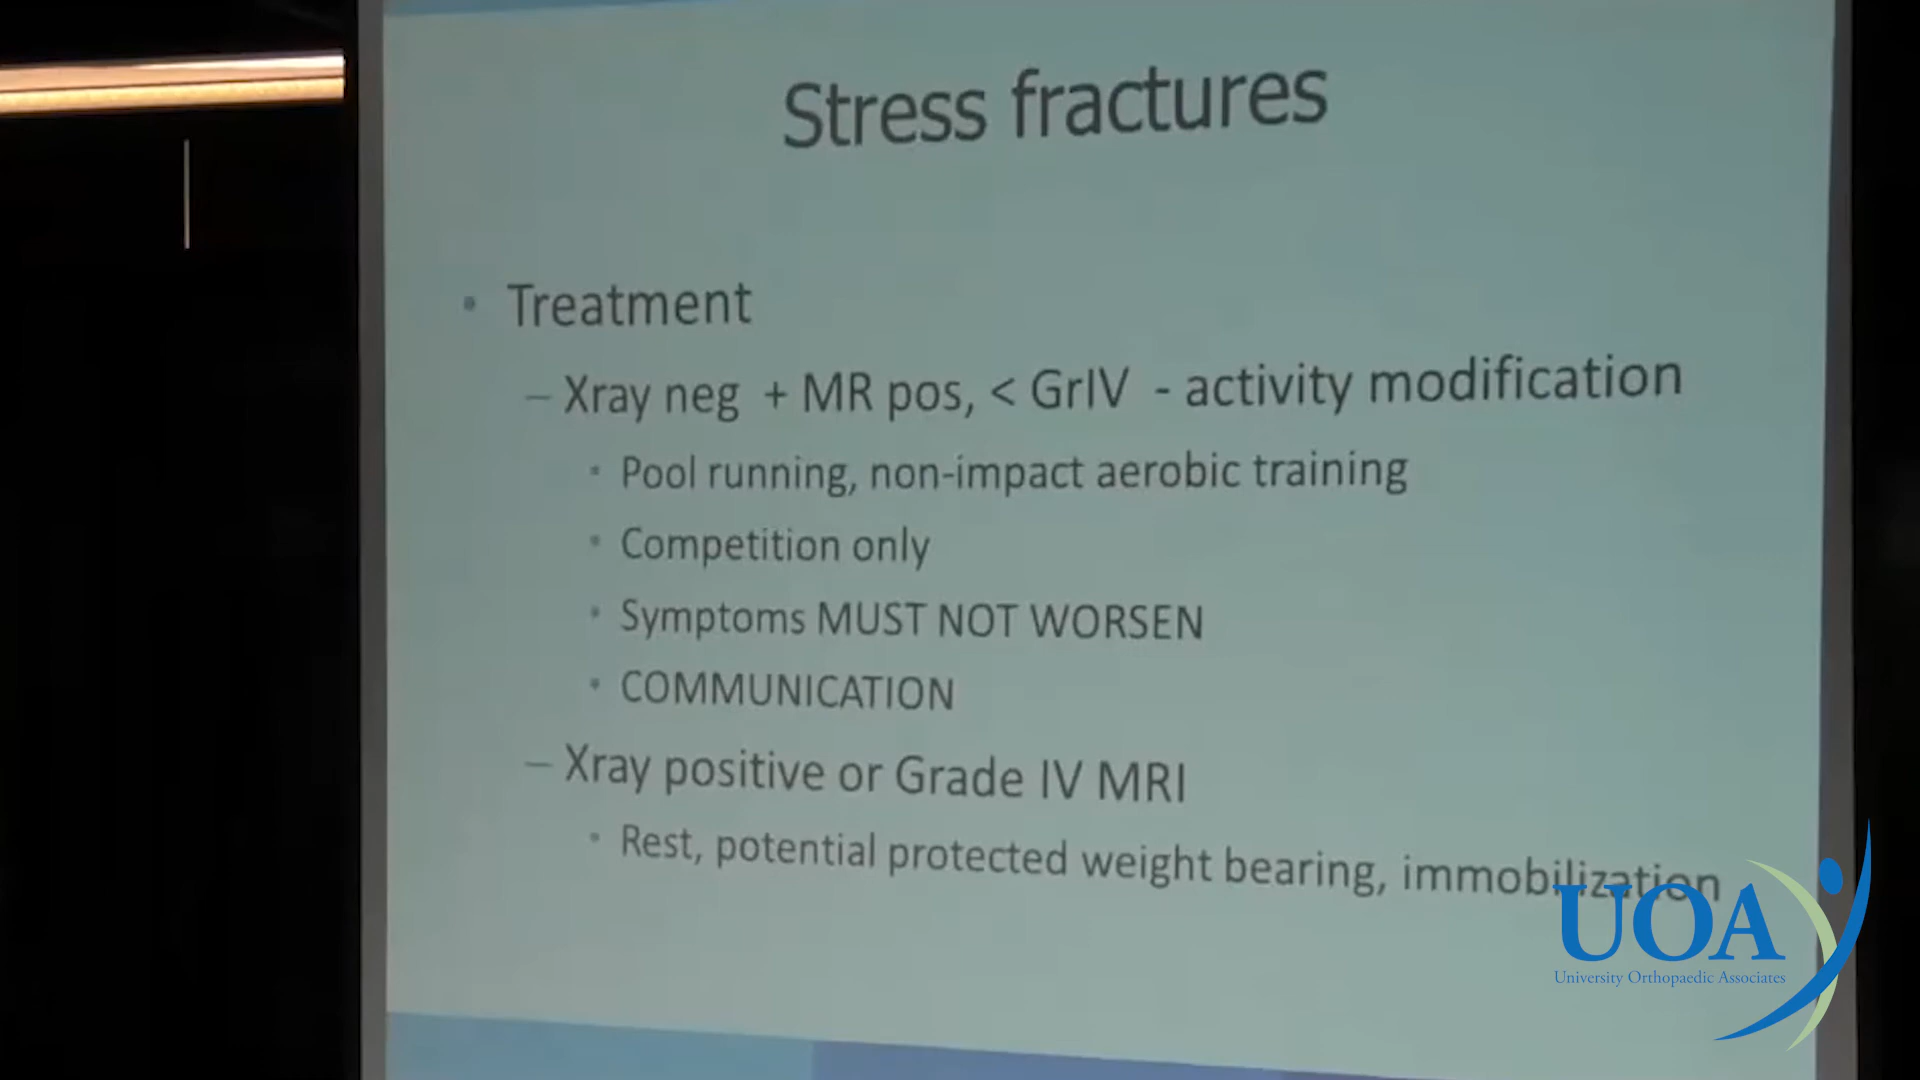 Stress fractures
• Treatment
– Xray neg + MR pos, < GrIV - activity modification
• Pool running, non-impact aerobic training
• Competition only
• Symptoms MUST NOT WORSEN
• COMMUNICATION
– Xray positive or Grade IV MRI
• Rest, potential protected weight bearing, immobilization
UOA
University Orthopaedic Associates